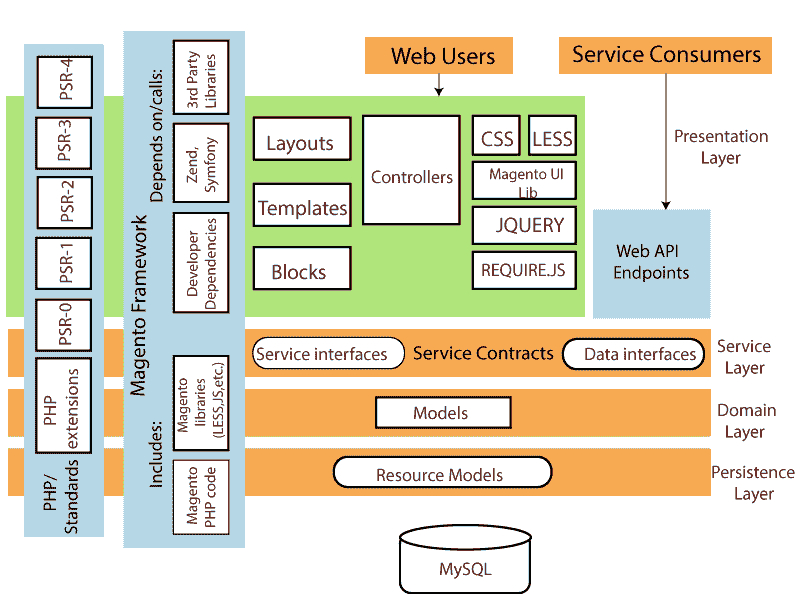 Web Users
Service Consumers
PSR-4
PSR-3
PSR-2
PSR-1
PSR-0
PHP
extensions
PHP/
Standards
Magento Framework
Depends on/calls:
3rd Party
Libraries
Zend,
Symfony
Developer
Dependencies
Includes:
Magento
libraries
(LESS,JS,etc.)
Magento
PHP code
Layouts
Templates
Blocks
Controllers
CSS
LESS
Magento UI
Lib
JQUERY
REQUIRE.JS
Presentation
Layer
Web API
Endpoints
Service interfaces
Service Contracts
Data interfaces
Service
Layer
Models
Domain
Layer
Resource Models
Persistence
Layer
MySQL